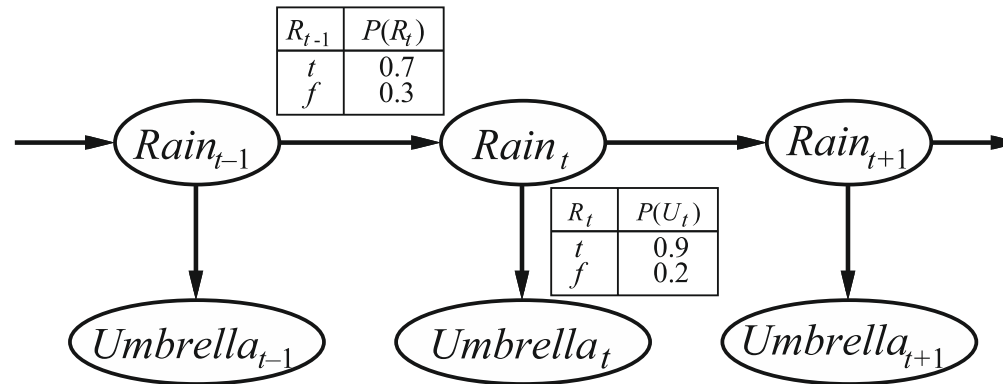 R_{t-1} P(R_t)
t 0.7
f 0.3
Rain_{t–1} Rain_t Rain_{t+1}
R_t P(U_t)
t 0.9
f 0.2
Umbrella_{t–1} Umbrella_t Umbrella_{t+1}